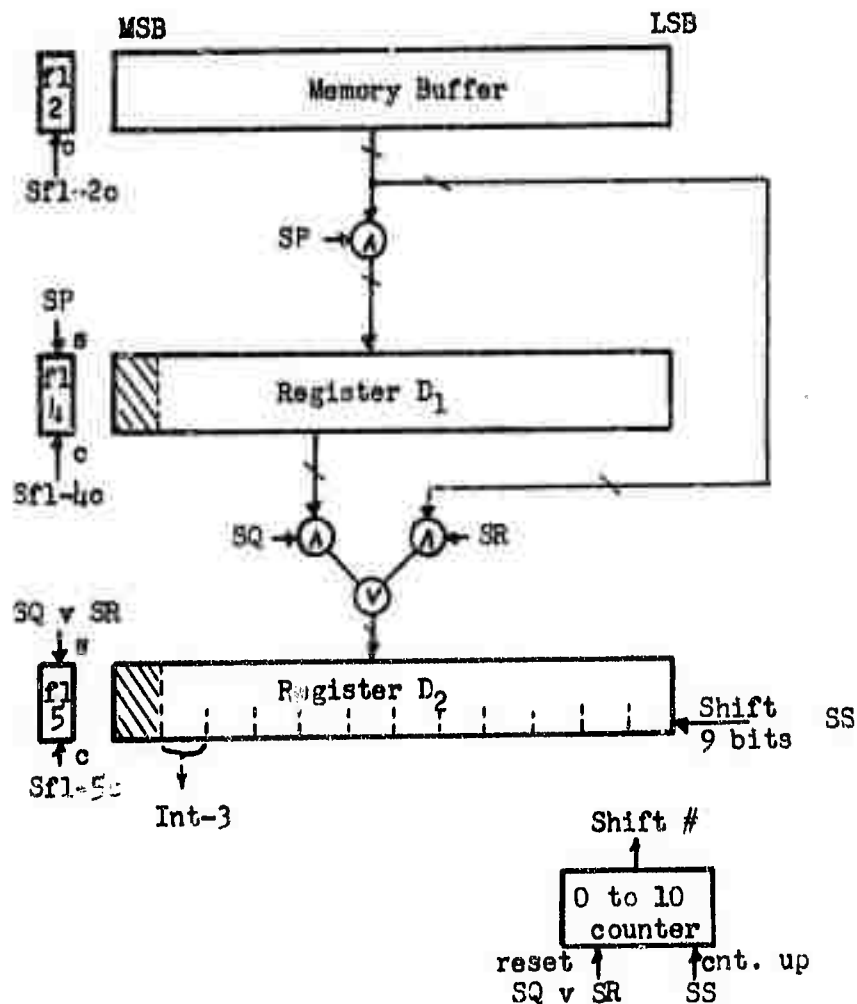 MSB LSB
fl
2
Memory Buffer
c
Sfl-2c
SP
SP
s
fl
4
Register D1
c
Sfl-4c
SQ SR
SQ v SR
s
fl
5
Register D2
Shift
9 bits
SS
c
Sfl-5c
Int-3
Shift #
0 to 10
counter
reset cnt. up
SQ v SR SS